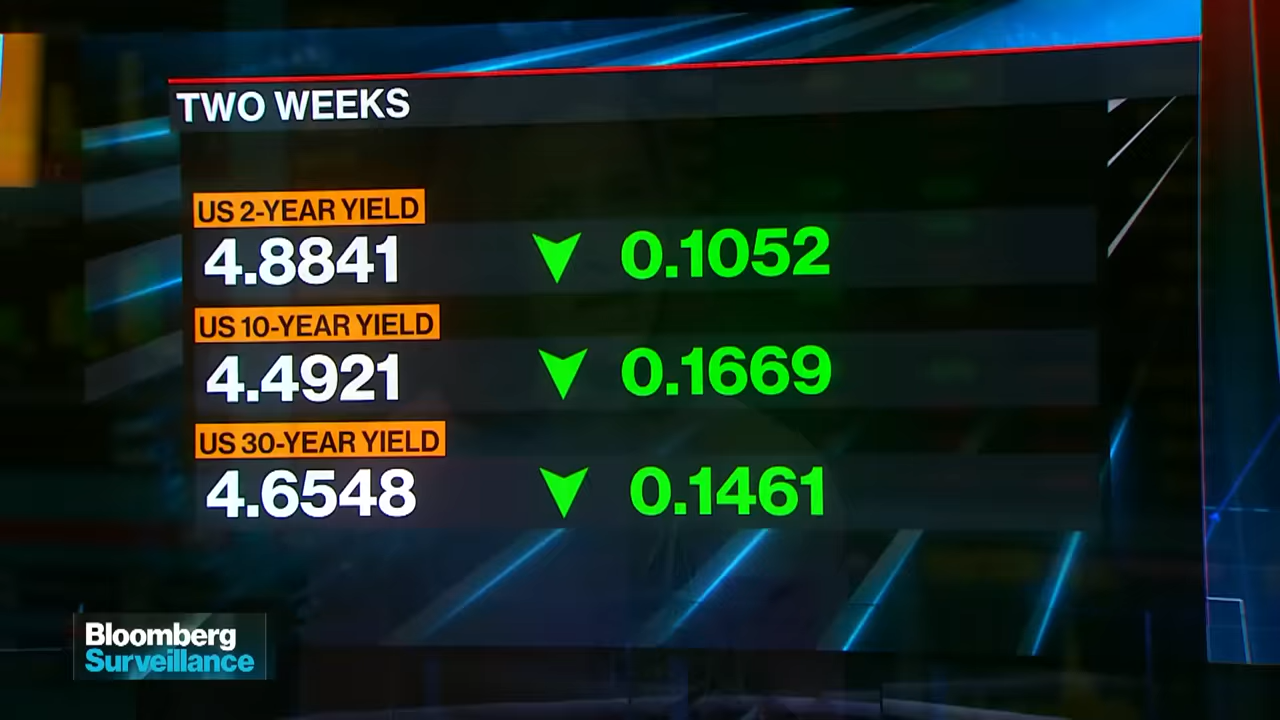 TWO WEEKS
US 2-YEAR YIELD
4.8841 ▼ 0.1052
US 10-YEAR YIELD
4.4921 ▼ 0.1669
US 30-YEAR YIELD
4.6548 ▼ 0.1461
Bloomberg
Surveillance